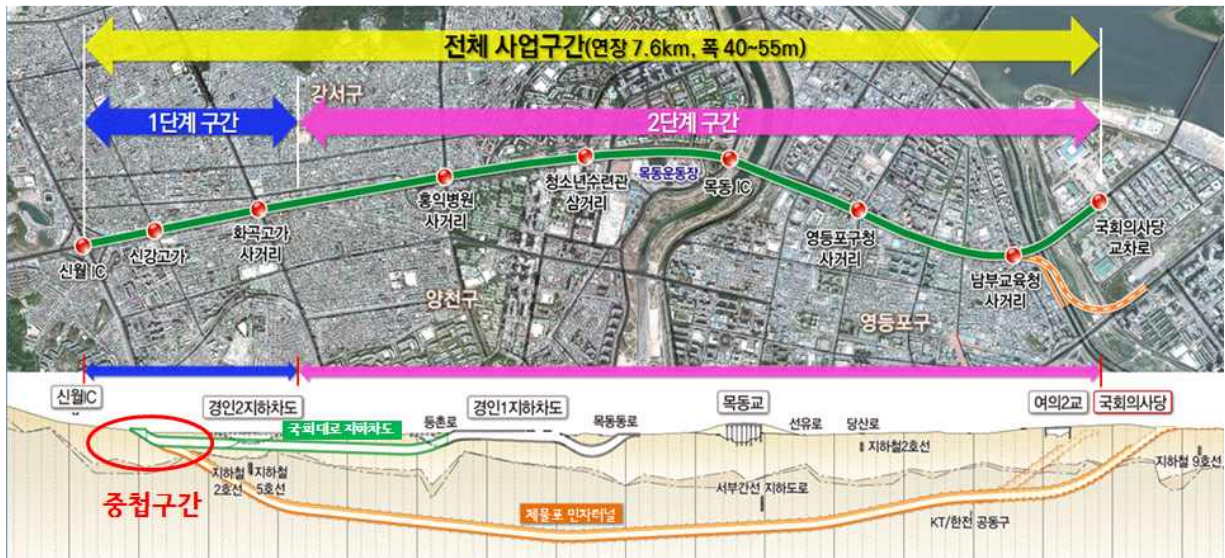 전체 사업구간(연장 7.6km, 폭 40~55m)
강서구
1단계 구간
2단계 구간
신월 IC
신강고가
화곡고가
사거리
홍익병원
사거리
청소년수련관
삼거리
목동운동장
목동 IC
영등포구청
사거리
남부교육청
사거리
국회의사당
교차로
양천구
영등포구
신월IC
경인2지하차도
국회대로 지하차도
등촌로
경인1지하차도
목동동로
목동교
선유로
당산로
여의2교
국회의사당
중첩구간
지하철
2호선
지하철
5호선
지하철2호선
서부간선 지하도로
지하철 9호선
제물포 민자터널
KT/한전 공동구